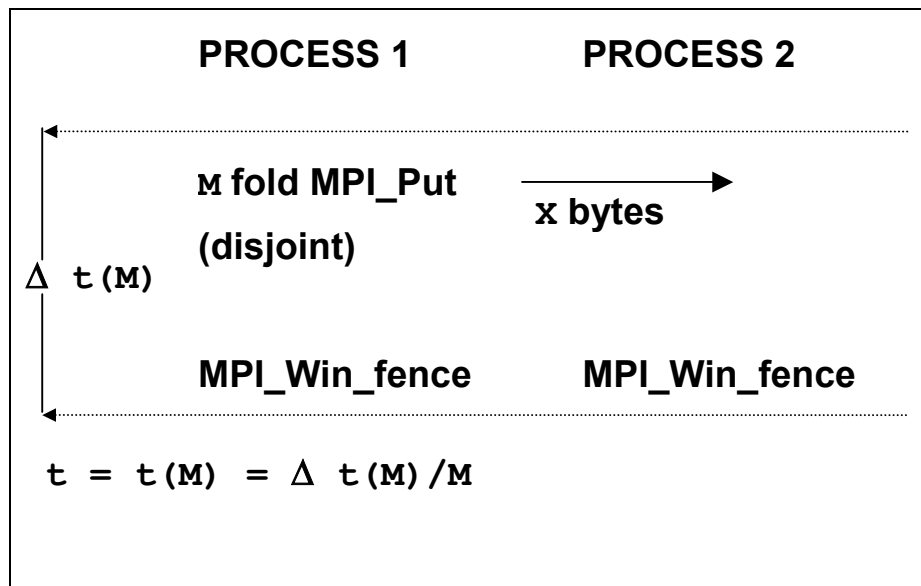 PROCESS 1 PROCESS 2
M fold MPI_Put
X bytes
(disjoint)
Δ t(M)
MPI_Win_fence MPI_Win_fence
t = t(M) = Δ t(M)/M